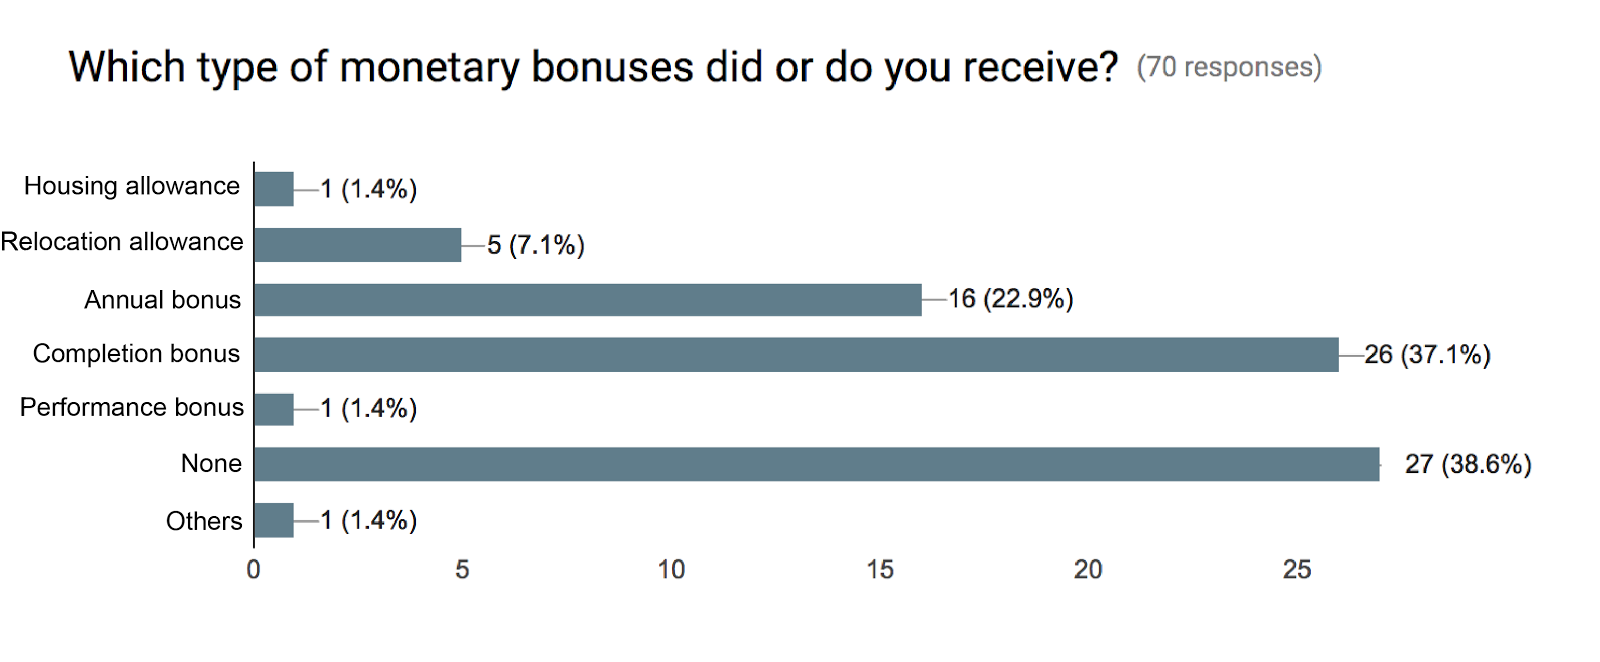 Which type of monetary bonuses did or do you receive? (70 responses)
Housing allowance 1 (1.4%)
Relocation allowance 5 (7.1%)
Annual bonus 16 (22.9%)
Completion bonus 26 (37.1%)
Performance bonus 1 (1.4%)
None 27 (38.6%)
Others 1 (1.4%)
0 5 10 15 20 25